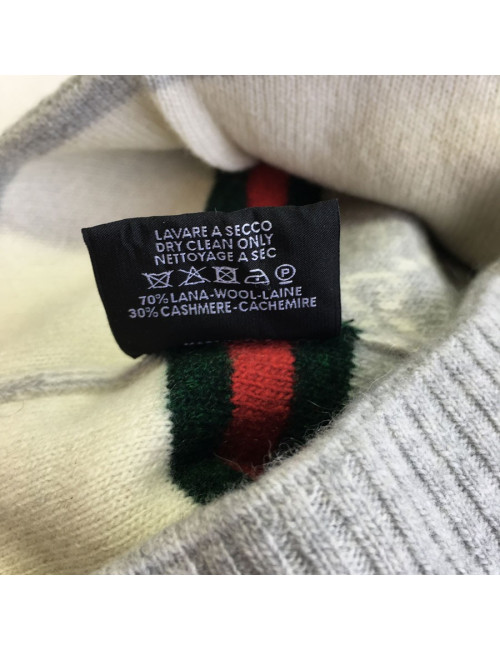 LAVARE A SECCO
DRY CLEAN ONLY
NETTOYAGE A SEC
P
70% LANA-WOOL-LAINE
30% CASHMERE-CACHEMIRE